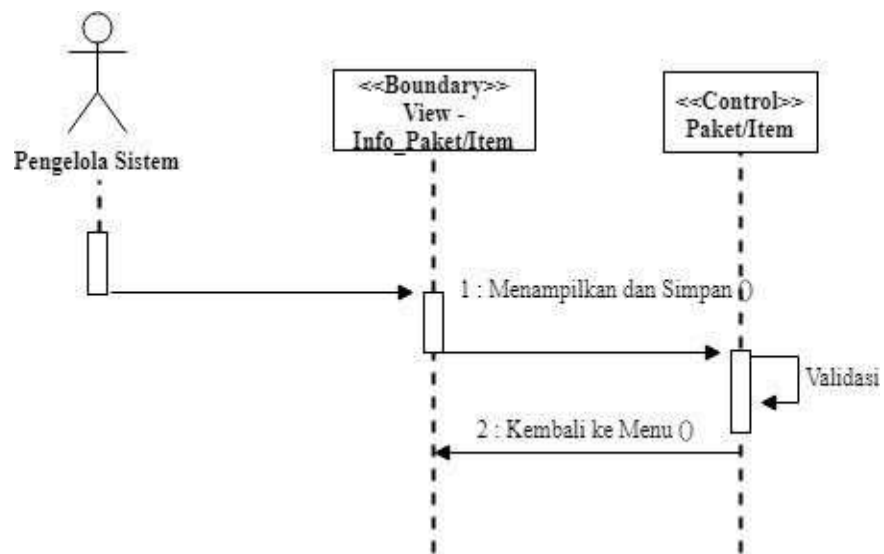 <<Boundary>>
View -
Info_Paket/Item
<<Control>>
Paket/Item
Pengelola Sistem
1 : Menampilkan dan Simpan ()
Validasi
2 : Kembali ke Menu ()